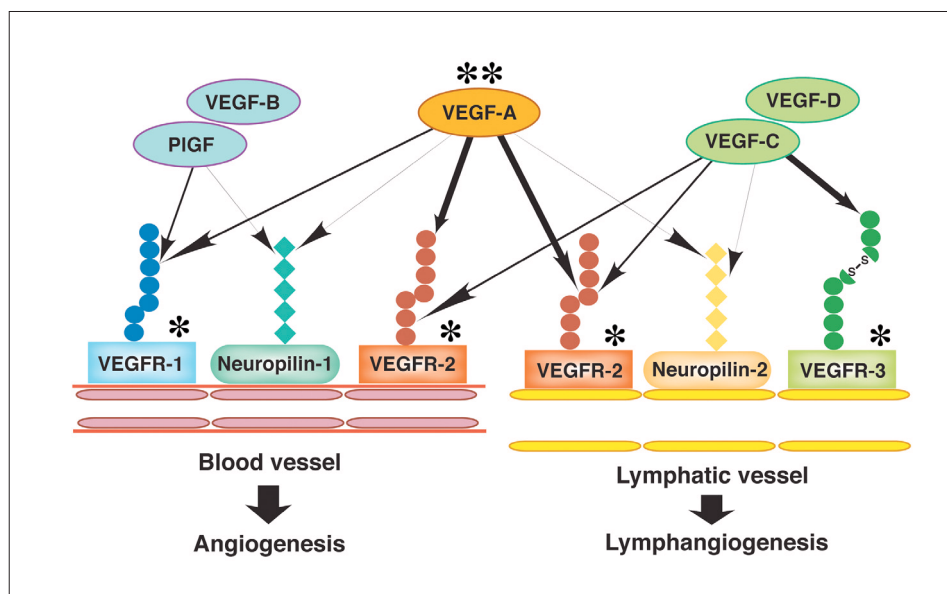 **
VEGF-B
VEGF-A
VEGF-D
PlGF
VEGF-C
S-S
* * * *
VEGFR-1 Neuropilin-1 VEGFR-2 VEGFR-2 Neuropilin-2 VEGFR-3
Blood vessel
Lymphatic vessel
Angiogenesis
Lymphangiogenesis